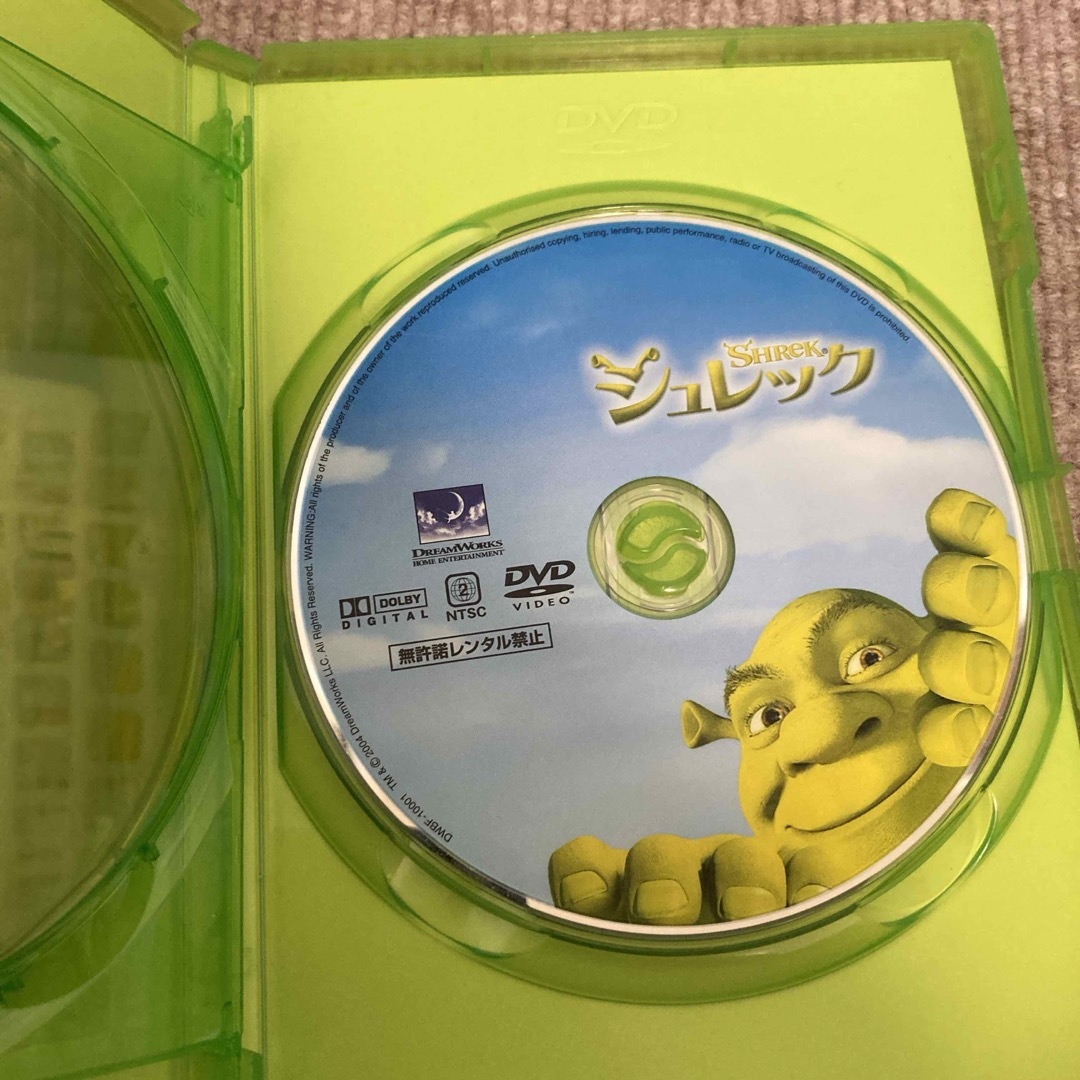 DVD
SHREK
シュレック
DREAMWORKS
HOME ENTERTAINMENT
DOLBY
DIGITAL
2
NTSC
DVD
VIDEO
無許諾レンタル禁止
DWBF-10001 TM & © 2004 DreamWorks LLC. All Rights Reserved. WARNING:All rights of the producer and of the owner of the work reproduced reserved. Unauthorised copying, hiring, lending, public performance, radio or TV broadcasting of this DVD is prohibited.